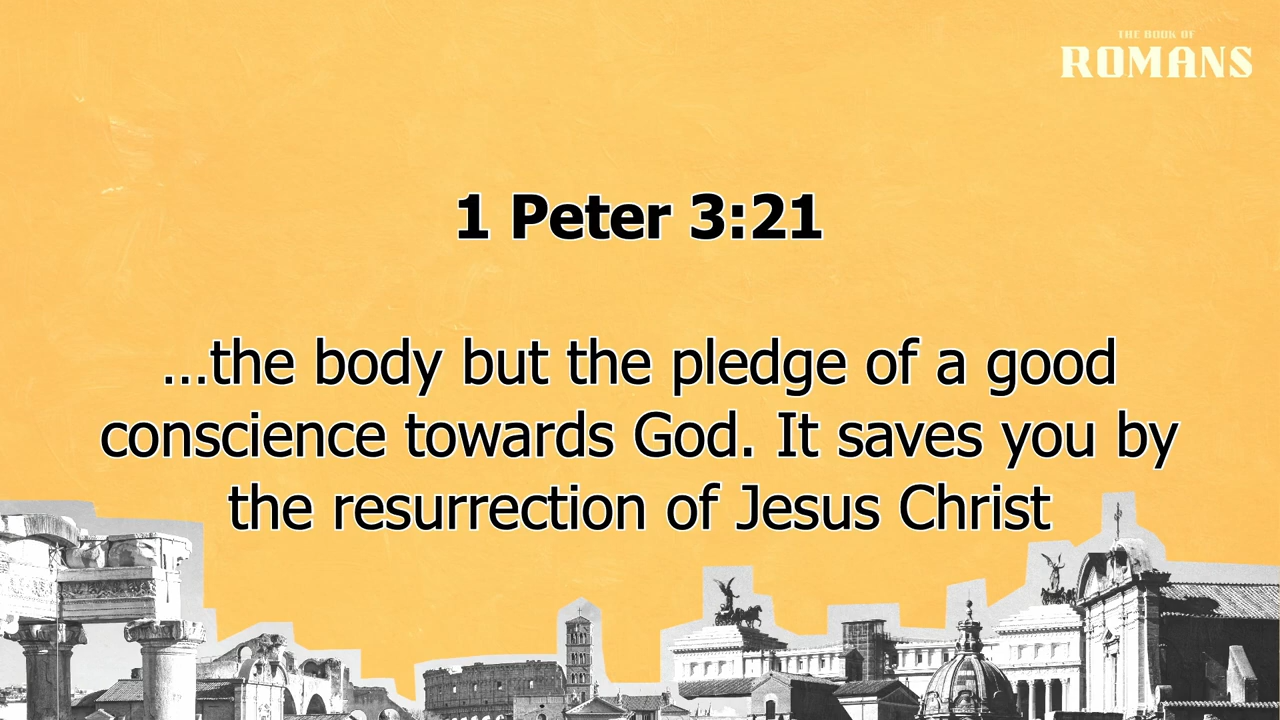 THE BOOK OF
ROMANS
1 Peter 3:21
...the body but the pledge of a good
conscience towards God. It saves you by
the resurrection of Jesus Christ